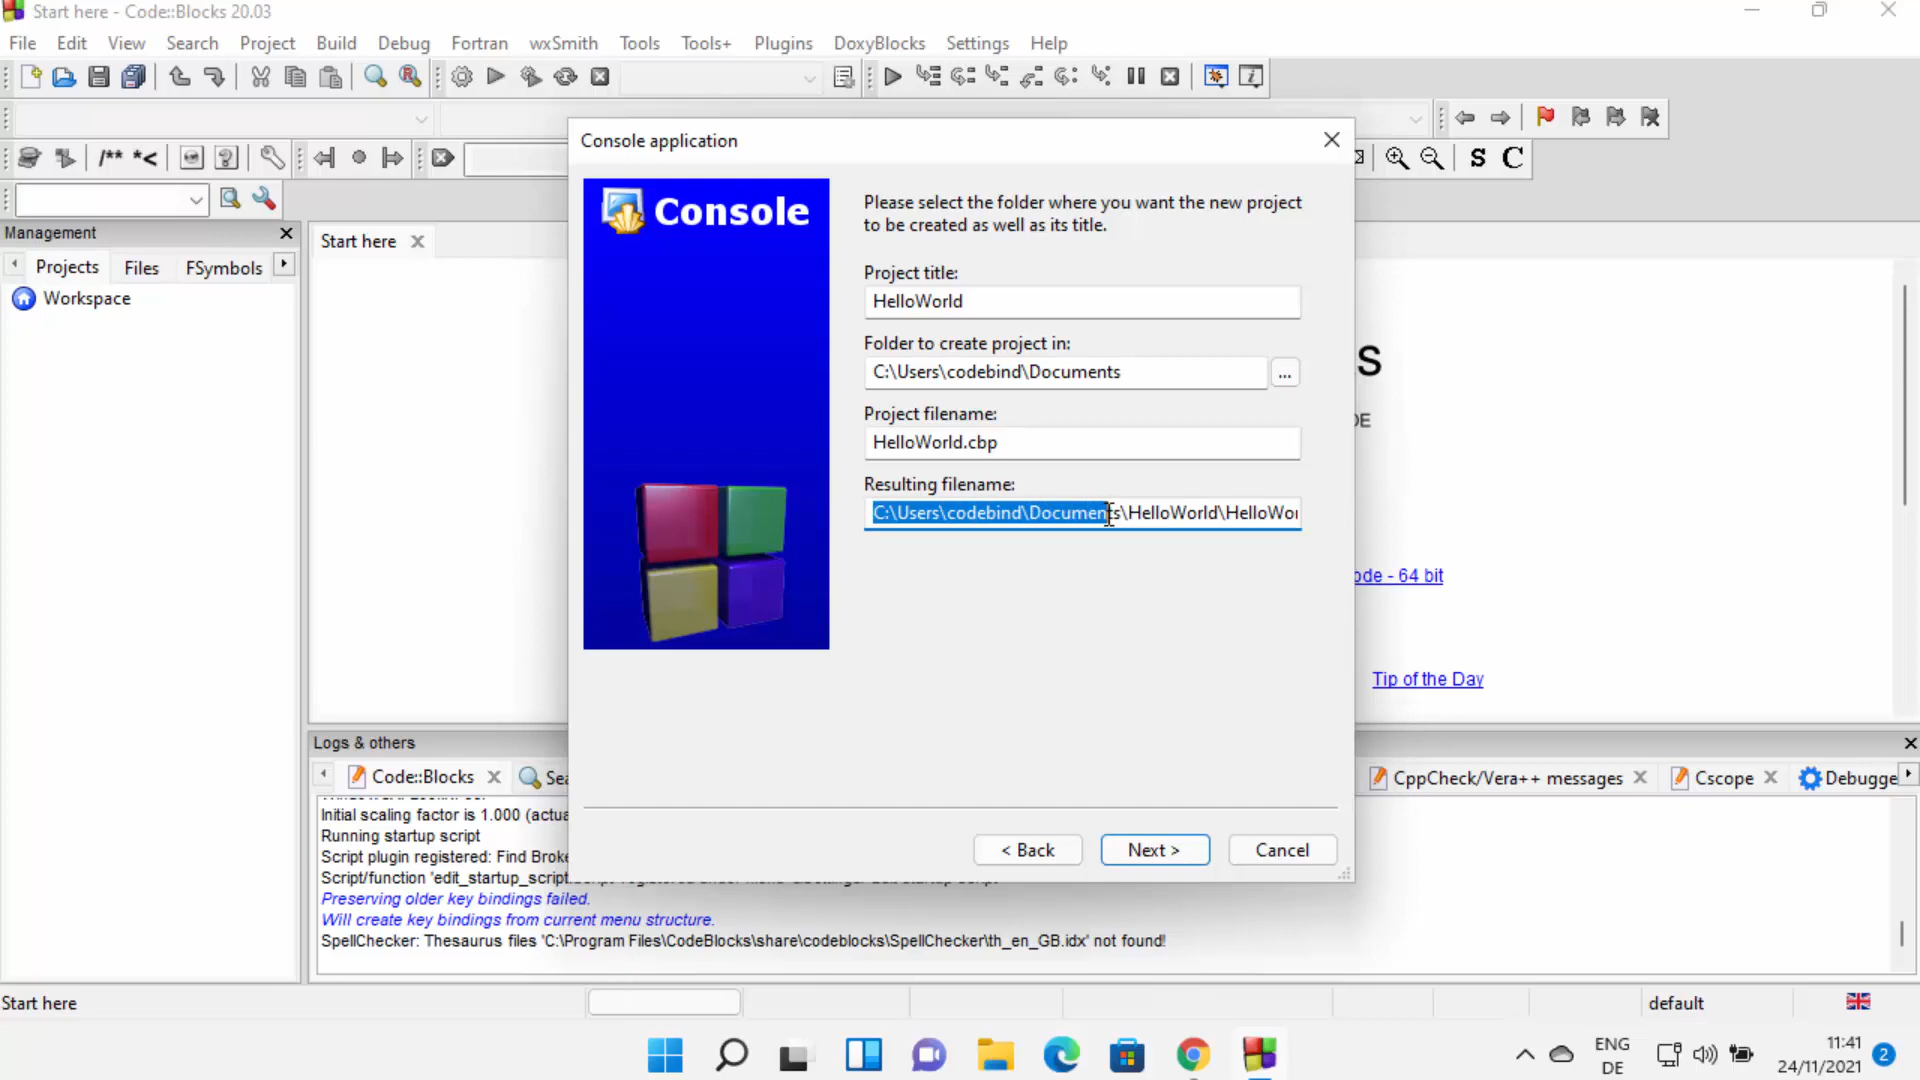 Start here - Code::Blocks 20.03
File Edit View Search Project Build Debug Fortran wxSmith Tools Tools+ Plugins DoxyBlocks Settings Help
/** *<
S C
Management
Projects Files FSymbols
Workspace
Start here
Console application
Console
Please select the folder where you want the new project
to be created as well as its title.
Project title:
HelloWorld
Folder to create project in:
C:\Users\codebind\Documents
...
Project filename:
HelloWorld.cbp
Resulting filename:
C:\Users\codebind\Documents\HelloWorld\HelloWor
< Back Next > Cancel
s
DE
ode - 64 bit
Tip of the Day
Logs & others
Code::Blocks Sea CppCheck/Vera++ messages Cscope Debugge
Initial scaling factor is 1.000 (actua
Running startup script
Script plugin registered: Find Broke
Script/function 'edit_startup_script
Preserving older key bindings failed.
Will create key bindings from current menu structure.
SpellChecker: Thesaurus files 'C:\Program Files\CodeBlocks\share\codeblocks\SpellChecker\th_en_GB.idx' not found!
Start here default
ENG
DE
11:41
24/11/2021
2